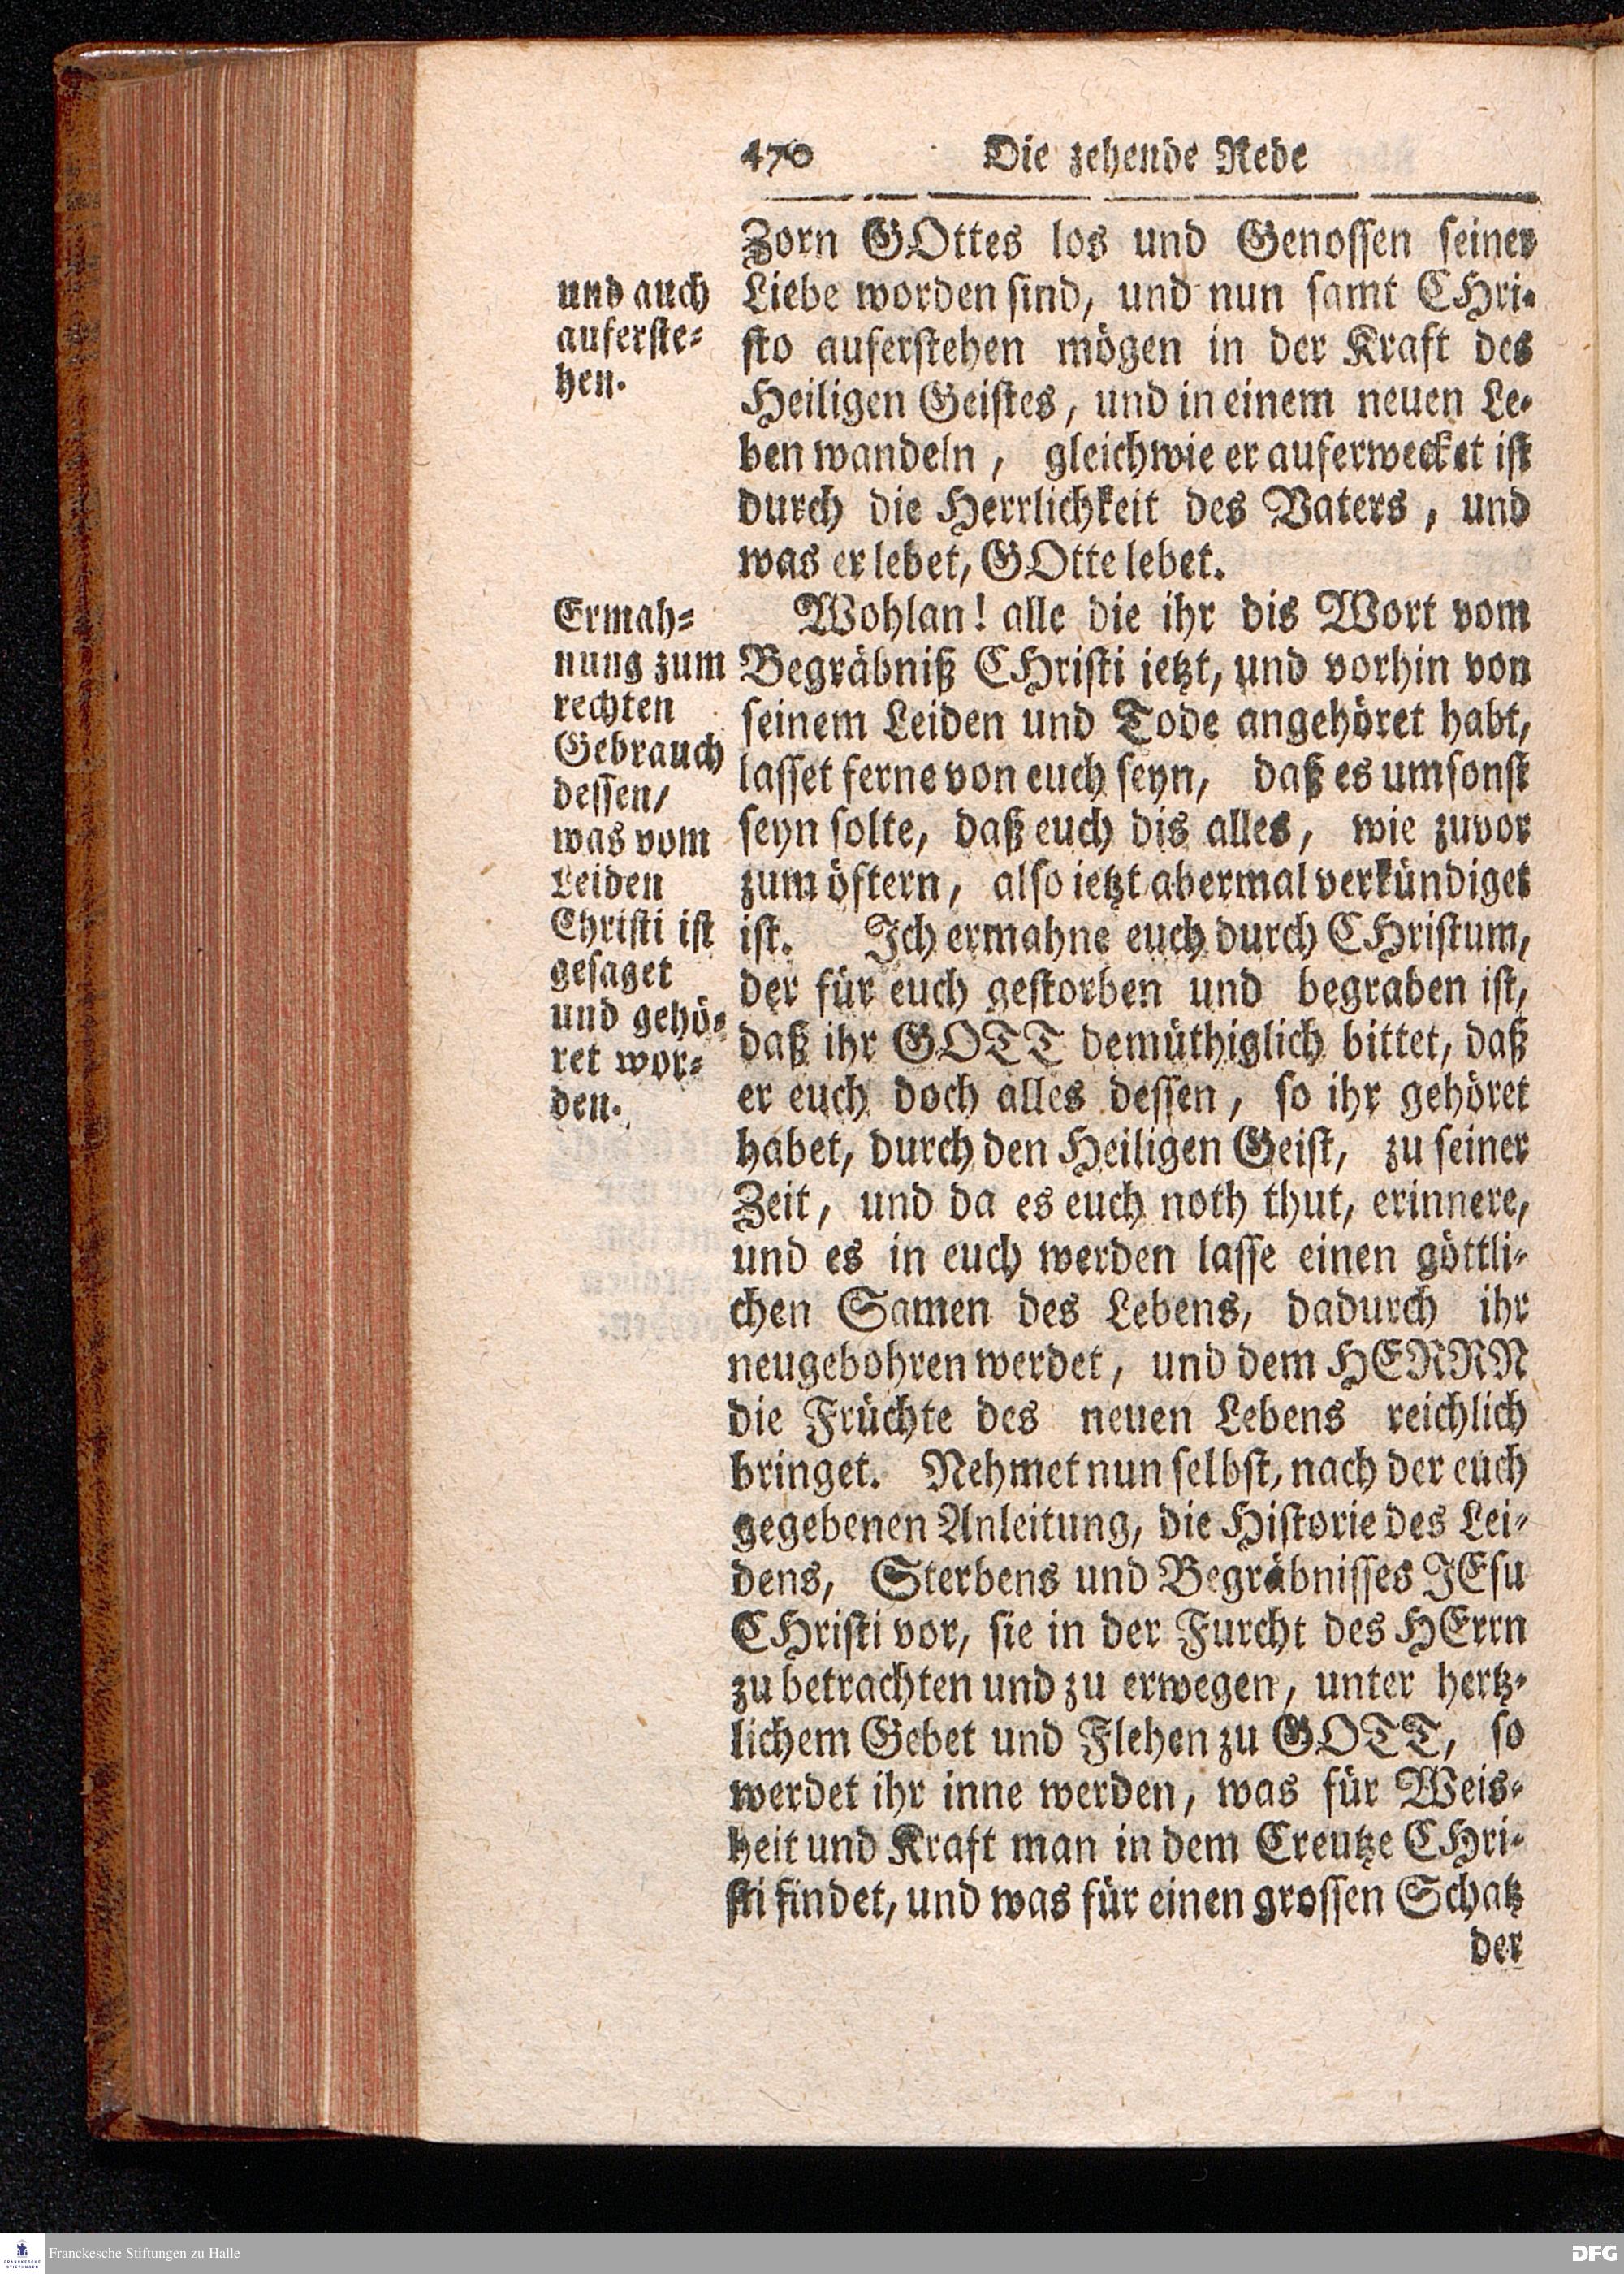 470 Die zehende Rede
Zorn GOttes los und Genossen seiner
Liebe worden sind, und nun samt CHri-
sto auferstehen mögen in der Kraft des
Heiligen Geistes, und in einem neuen Le-
ben wandeln, gleichwie er auferwecket ist
durch die Herrlichkeit des Vaters, und
was er lebet, GOtte lebet.
und auch
auferste-
hen.
Wohlan! alle die ihr dis Wort vom
Begräbniß CHristi ietzt, und vorhin von
seinem Leiden und Tode angehöret habt,
lasset ferne von euch seyn, daß es umsonst
seyn solte, daß euch dis alles, wie zuvor
zum öftern, also ietzt abermal verkündiget
ist. Ich ermahne euch durch CHristum,
der für euch gestorben und begraben ist,
daß ihr GOTT demüthiglich bittet, daß
er euch doch alles dessen, so ihr gehöret
habet, durch den Heiligen Geist, zu seiner
Zeit, und da es euch noth thut, erinnere,
und es in euch werden lasse einen göttli-
chen Samen des Lebens, dadurch ihr
neugebohren werdet, und dem HERRN
die Früchte des neuen Lebens reichlich
bringet. Nehmet nun selbst, nach der euch
gegebenen Anleitung, die Historie des Lei-
dens, Sterbens und Begräbnisses JEsu
CHristi vor, sie in der Furcht des HErrn
zu betrachten und zu erwegen, unter hertz-
lichem Gebet und Flehen zu GOTT, so
werdet ihr inne werden, was für Weis-
heit und Kraft man in dem Creutze CHri-
sti findet, und was für einen grossen Schatz
der
Ermah-
nung zum
rechten
Gebrauch
dessen/
was vom
Leiden
Christi ist
gesaget
und gehö-
ret wor-
den.
FRANCKESCHE
STIFTUNGEN
Franckesche Stiftungen zu Halle
DFG